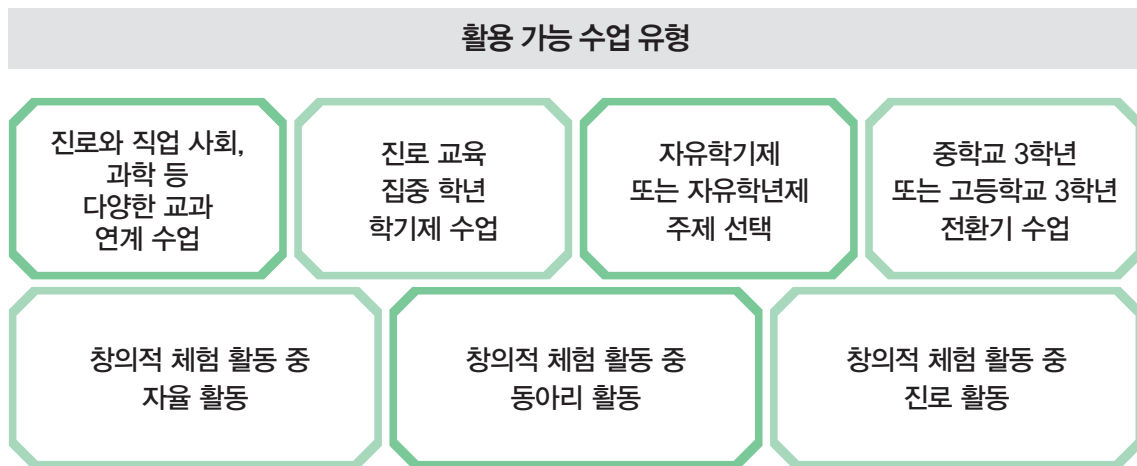 활용 가능 수업 유형
진로와 직업 사회,
과학 등
다양한 교과
연계 수업
진로 교육
집중 학년
학기제 수업
자유학기제
또는 자유학년제
주제 선택
중학교 3학년
또는 고등학교 3학년
전환기 수업
창의적 체험 활동 중
자율 활동
창의적 체험 활동 중
동아리 활동
창의적 체험 활동 중
진로 활동